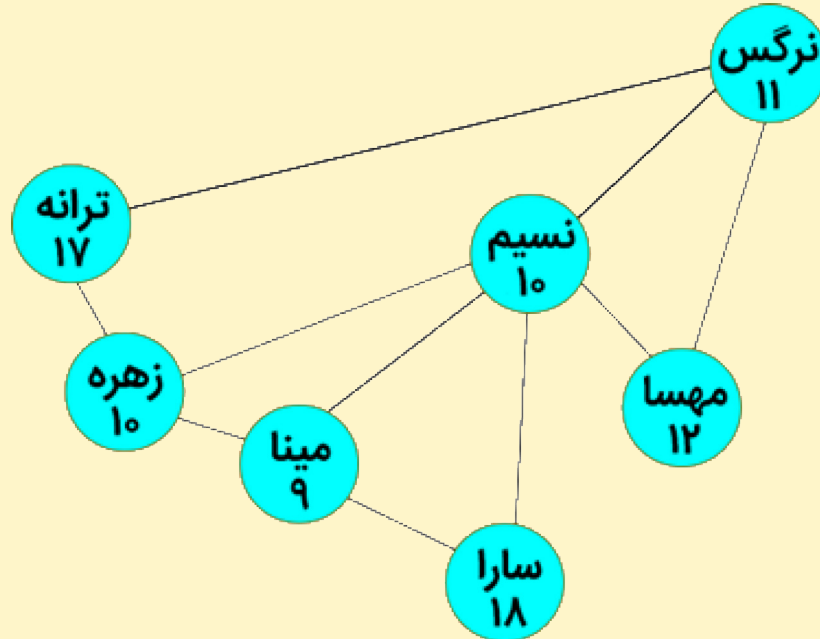 نرگس
۱۱
ترانه
۱۷
نسیم
۱۰
زهره
۱۰
مینا
۹
مهسا
۱۲
سارا
۱۸